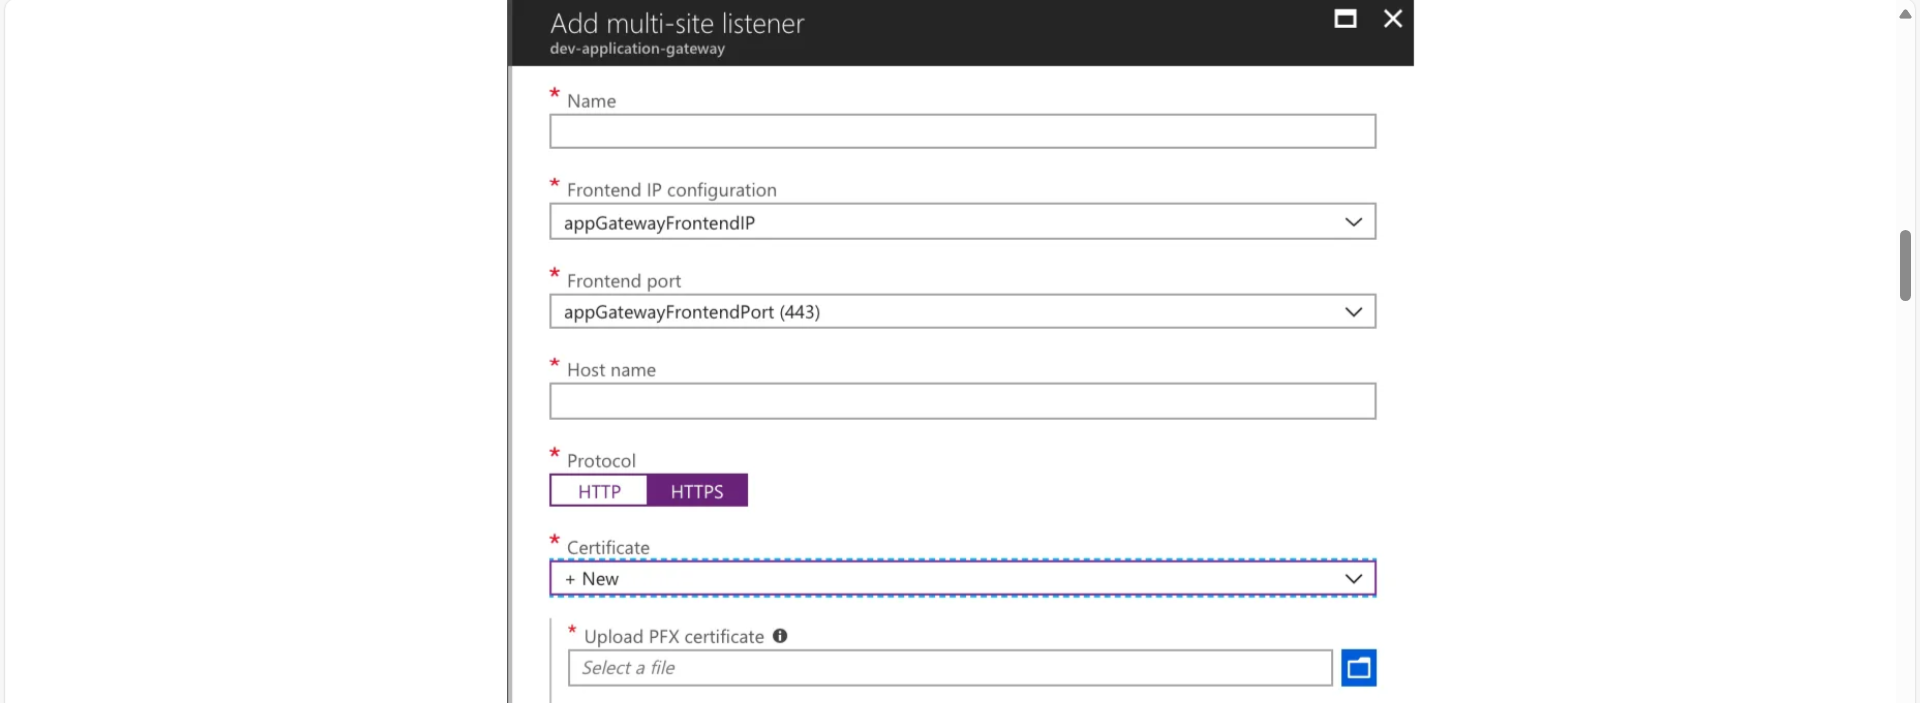 Add multi-site listener
dev-application-gateway
* Name
* Frontend IP configuration
appGatewayFrontendIP
* Frontend port
appGatewayFrontendPort (443)
* Host name
* Protocol
HTTP HTTPS
* Certificate
+ New
* Upload PFX certificate
Select a file